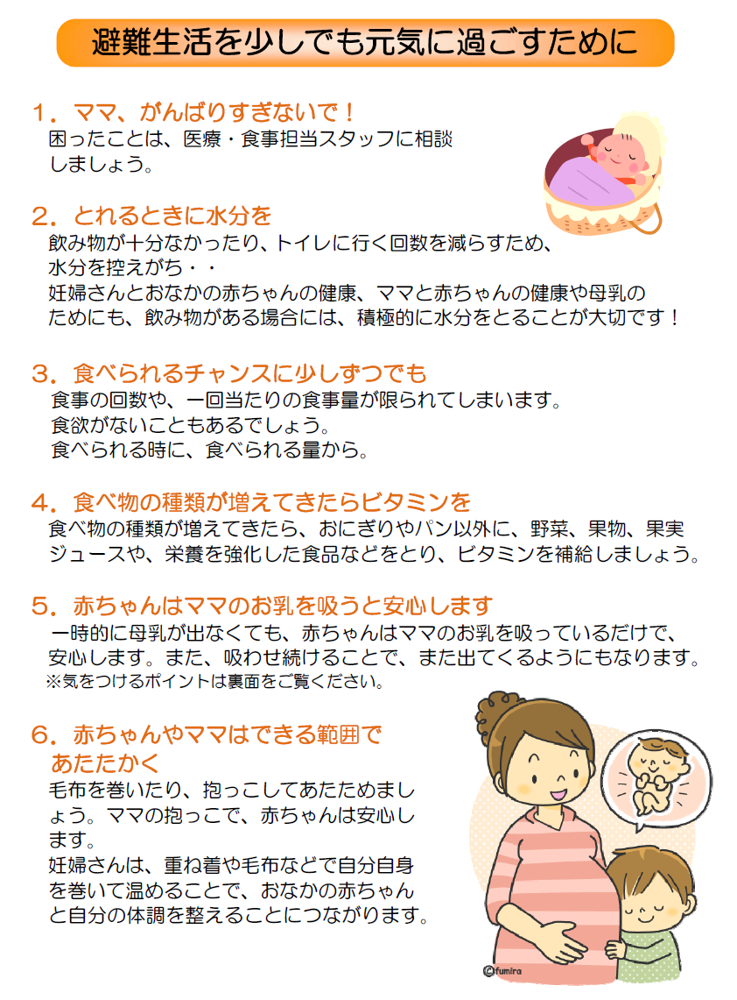 避難生活を少しでも元気に過ごすために
1．ママ、がんばりすぎないで！
困ったことは、医療・食事担当スタッフに相談
しましょう。
2．とれるときに水分を
飲み物が十分なかったり、トイレに行く回数を減らすため、
水分を控えがち・・
妊婦さんとおなかの赤ちゃんの健康、ママと赤ちゃんの健康や母乳の
ためにも、飲み物がある場合には、積極的に水分をとることが大切です！
3．食べられるチャンスに少しずつでも
食事の回数や、一回当たりの食事量が限られてしまいます。
食欲がないこともあるでしょう。
食べられる時に、食べられる量から。
4．食べ物の種類が増えてきたらビタミンを
食べ物の種類が増えてきたら、おにぎりやパン以外に、野菜、果物、果実
ジュースや、栄養を強化した食品などをとり、ビタミンを補給しましょう。
5．赤ちゃんはママのお乳を吸うと安心します
一時的に母乳が出なくても、赤ちゃんはママのお乳を吸っているだけで、
安心します。また、吸わせ続けることで、また出てくるようにもなります。
※気をつけるポイントは裏面をご覧ください。
6．赤ちゃんやママはできる範囲で
あたたかく
毛布を巻いたり、抱っこしてあたためまし
ょう。ママの抱っこで、赤ちゃんは安心し
ます。
妊婦さんは、重ね着や毛布などで自分自身
を巻いて温めることで、おなかの赤ちゃん
と自分の体調を整えることにつながります。
©fumira